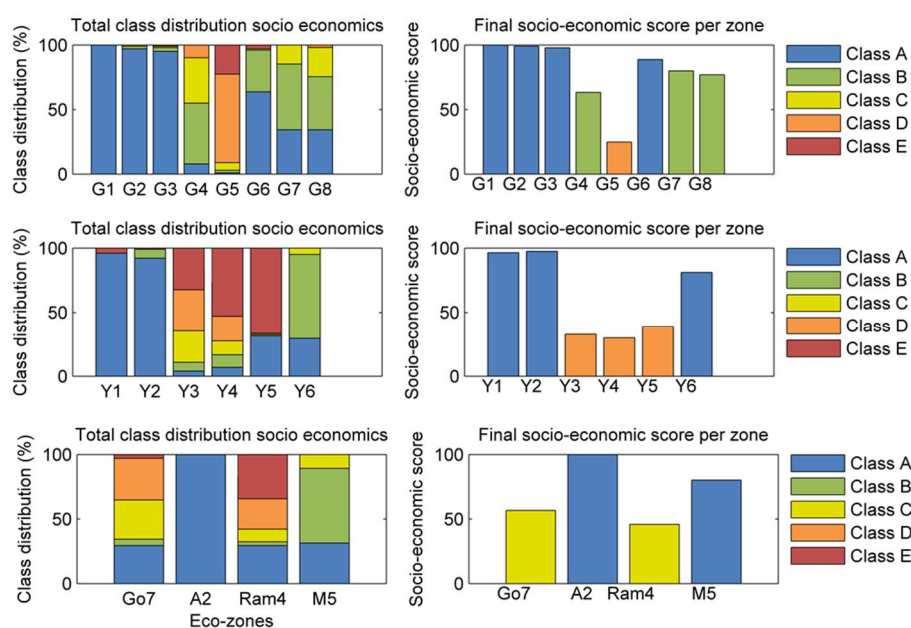 Total class distribution socio economics
Final socio-economic score per zone
Class distribution (%)
100
50
0
G1 G2 G3 G4 G5 G6 G7 G8
Socio-economic score
100
50
0
G1 G2 G3 G4 G5 G6 G7 G8
Class A
Class B
Class C
Class D
Class E
Total class distribution socio economics
Final socio-economic score per zone
Class distribution (%)
100
50
0
Y1 Y2 Y3 Y4 Y5 Y6
Socio-economic score
100
50
0
Y1 Y2 Y3 Y4 Y5 Y6
Class A
Class B
Class C
Class D
Class E
Total class distribution socio economics
Final socio-economic score per zone
Class distribution (%)
100
50
0
Go7 A2 Ram4 M5
Eco-zones
Socio-economic score
100
50
0
Go7 A2 Ram4 M5
Class A
Class B
Class C
Class D
Class E